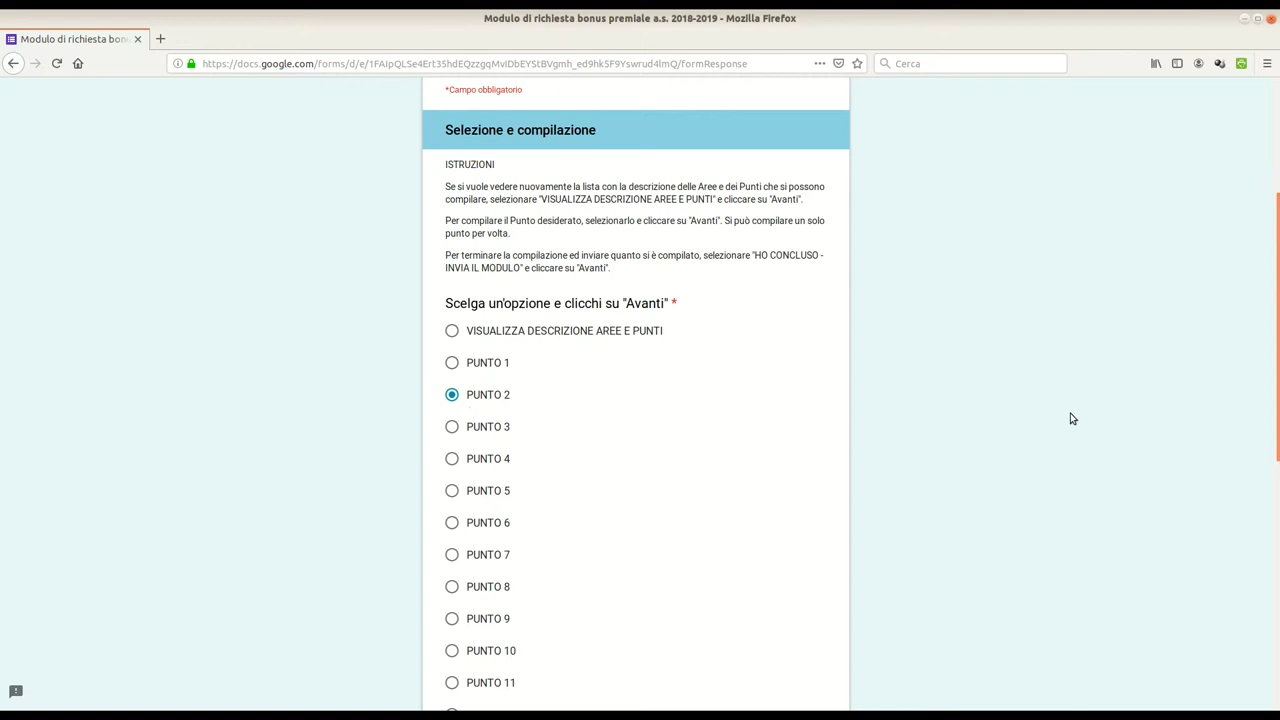 Modulo di richiesta bonus premiale a.s. 2018-2019 - Mozilla Firefox
Modulo di richiesta bon
https://docs.google.com/forms/d/e/1FAIpQLSe4Ert35hdEQzzgqMvIDbEYStBVgmh_ed9hk5F9Yswrud4lmQ/formResponse
Cerca
*Campo obbligatorio
Selezione e compilazione
ISTRUZIONI
Se si vuole vedere nuovamente la lista con la descrizione delle Aree e dei Punti che si possono
compilare, selezionare "VISUALIZZA DESCRIZIONE AREE E PUNTI" e cliccare su "Avanti".
Per compilare il Punto desiderato, selezionarlo e cliccare su "Avanti". Si può compilare un solo
punto per volta.
Per terminare la compilazione ed inviare quanto si è compilato, selezionare "HO CONCLUSO -
INVIA IL MODULO" e cliccare su "Avanti".
Scelga un'opzione e clicchi su "Avanti" *
VISUALIZZA DESCRIZIONE AREE E PUNTI
PUNTO 1
PUNTO 2
PUNTO 3
PUNTO 4
PUNTO 5
PUNTO 6
PUNTO 7
PUNTO 8
PUNTO 9
PUNTO 10
PUNTO 11